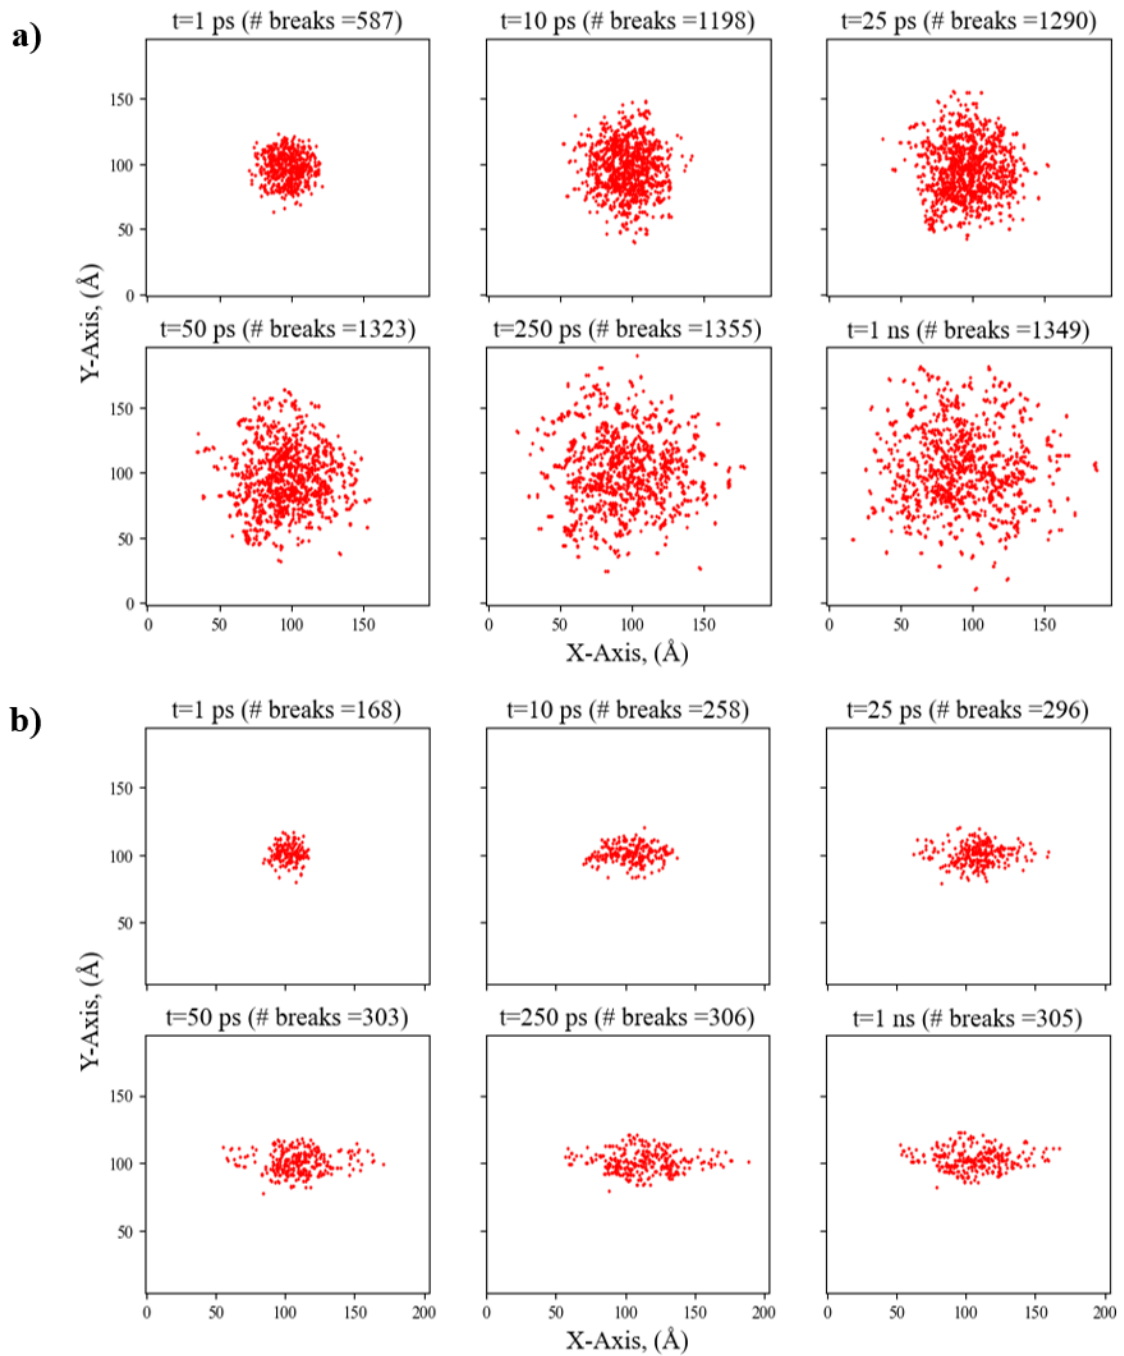 a)
t=1 ps (# breaks =587)
t=10 ps (# breaks =1198)
t=25 ps (# breaks =1290)
150
100
50
0
t=50 ps (# breaks =1323)
t=250 ps (# breaks =1355)
t=1 ns (# breaks =1349)
Y-Axis, (Å)
150
100
50
0
0 50 100 150
0 50 100 150
0 50 100 150
X-Axis, (Å)
b)
t=1 ps (# breaks =168)
t=10 ps (# breaks =258)
t=25 ps (# breaks =296)
150
100
50
t=50 ps (# breaks =303)
t=250 ps (# breaks =306)
t=1 ns (# breaks =305)
Y-Axis, (Å)
150
100
50
0 50 100 150 200
0 50 100 150 200
0 50 100 150 200
X-Axis, (Å)